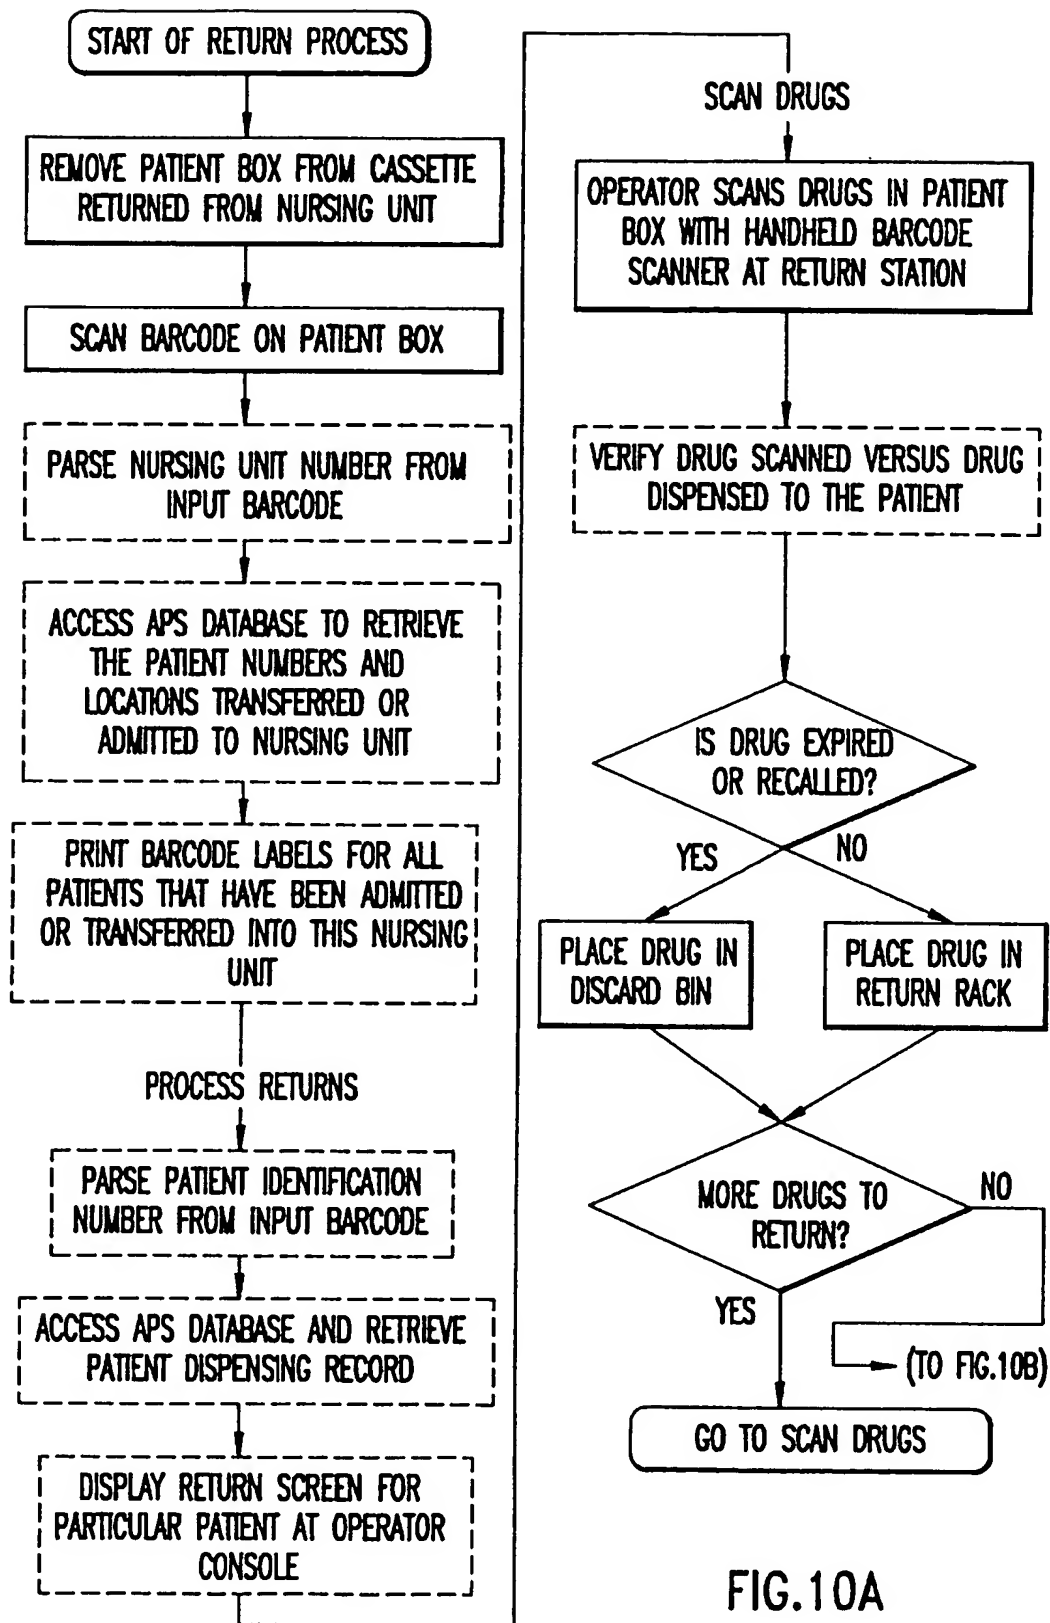 START OF RETURN PROCESS
REMOVE PATIENT BOX FROM CASSETTE
RETURNED FROM NURSING UNIT
SCAN BARCODE ON PATIENT BOX
PARSE NURSING UNIT NUMBER FROM
INPUT BARCODE
ACCESS APS DATABASE TO RETRIEVE
THE PATIENT NUMBERS AND
LOCATIONS TRANSFERRED OR
ADMITTED TO NURSING UNIT
PRINT BARCODE LABELS FOR ALL
PATIENTS THAT HAVE BEEN ADMITTED
OR TRANSFERRED INTO THIS NURSING
UNIT
PROCESS RETURNS
PARSE PATIENT IDENTIFICATION
NUMBER FROM INPUT BARCODE
ACCESS APS DATABASE AND RETRIEVE
PATIENT DISPENSING RECORD
DISPLAY RETURN SCREEN FOR
PARTICULAR PATIENT AT OPERATOR
CONSOLE
SCAN DRUGS
OPERATOR SCANS DRUGS IN PATIENT
BOX WITH HANDHELD BARCODE
SCANNER AT RETURN STATION
VERIFY DRUG SCANNED VERSUS DRUG
DISPENSED TO THE PATIENT
IS DRUG EXPIRED
OR RECALLED?
YES
NO
PLACE DRUG IN
DISCARD BIN
PLACE DRUG IN
RETURN RACK
MORE DRUGS TO
RETURN?
NO
YES
(TO FIG.10B)
GO TO SCAN DRUGS
FIG.10A